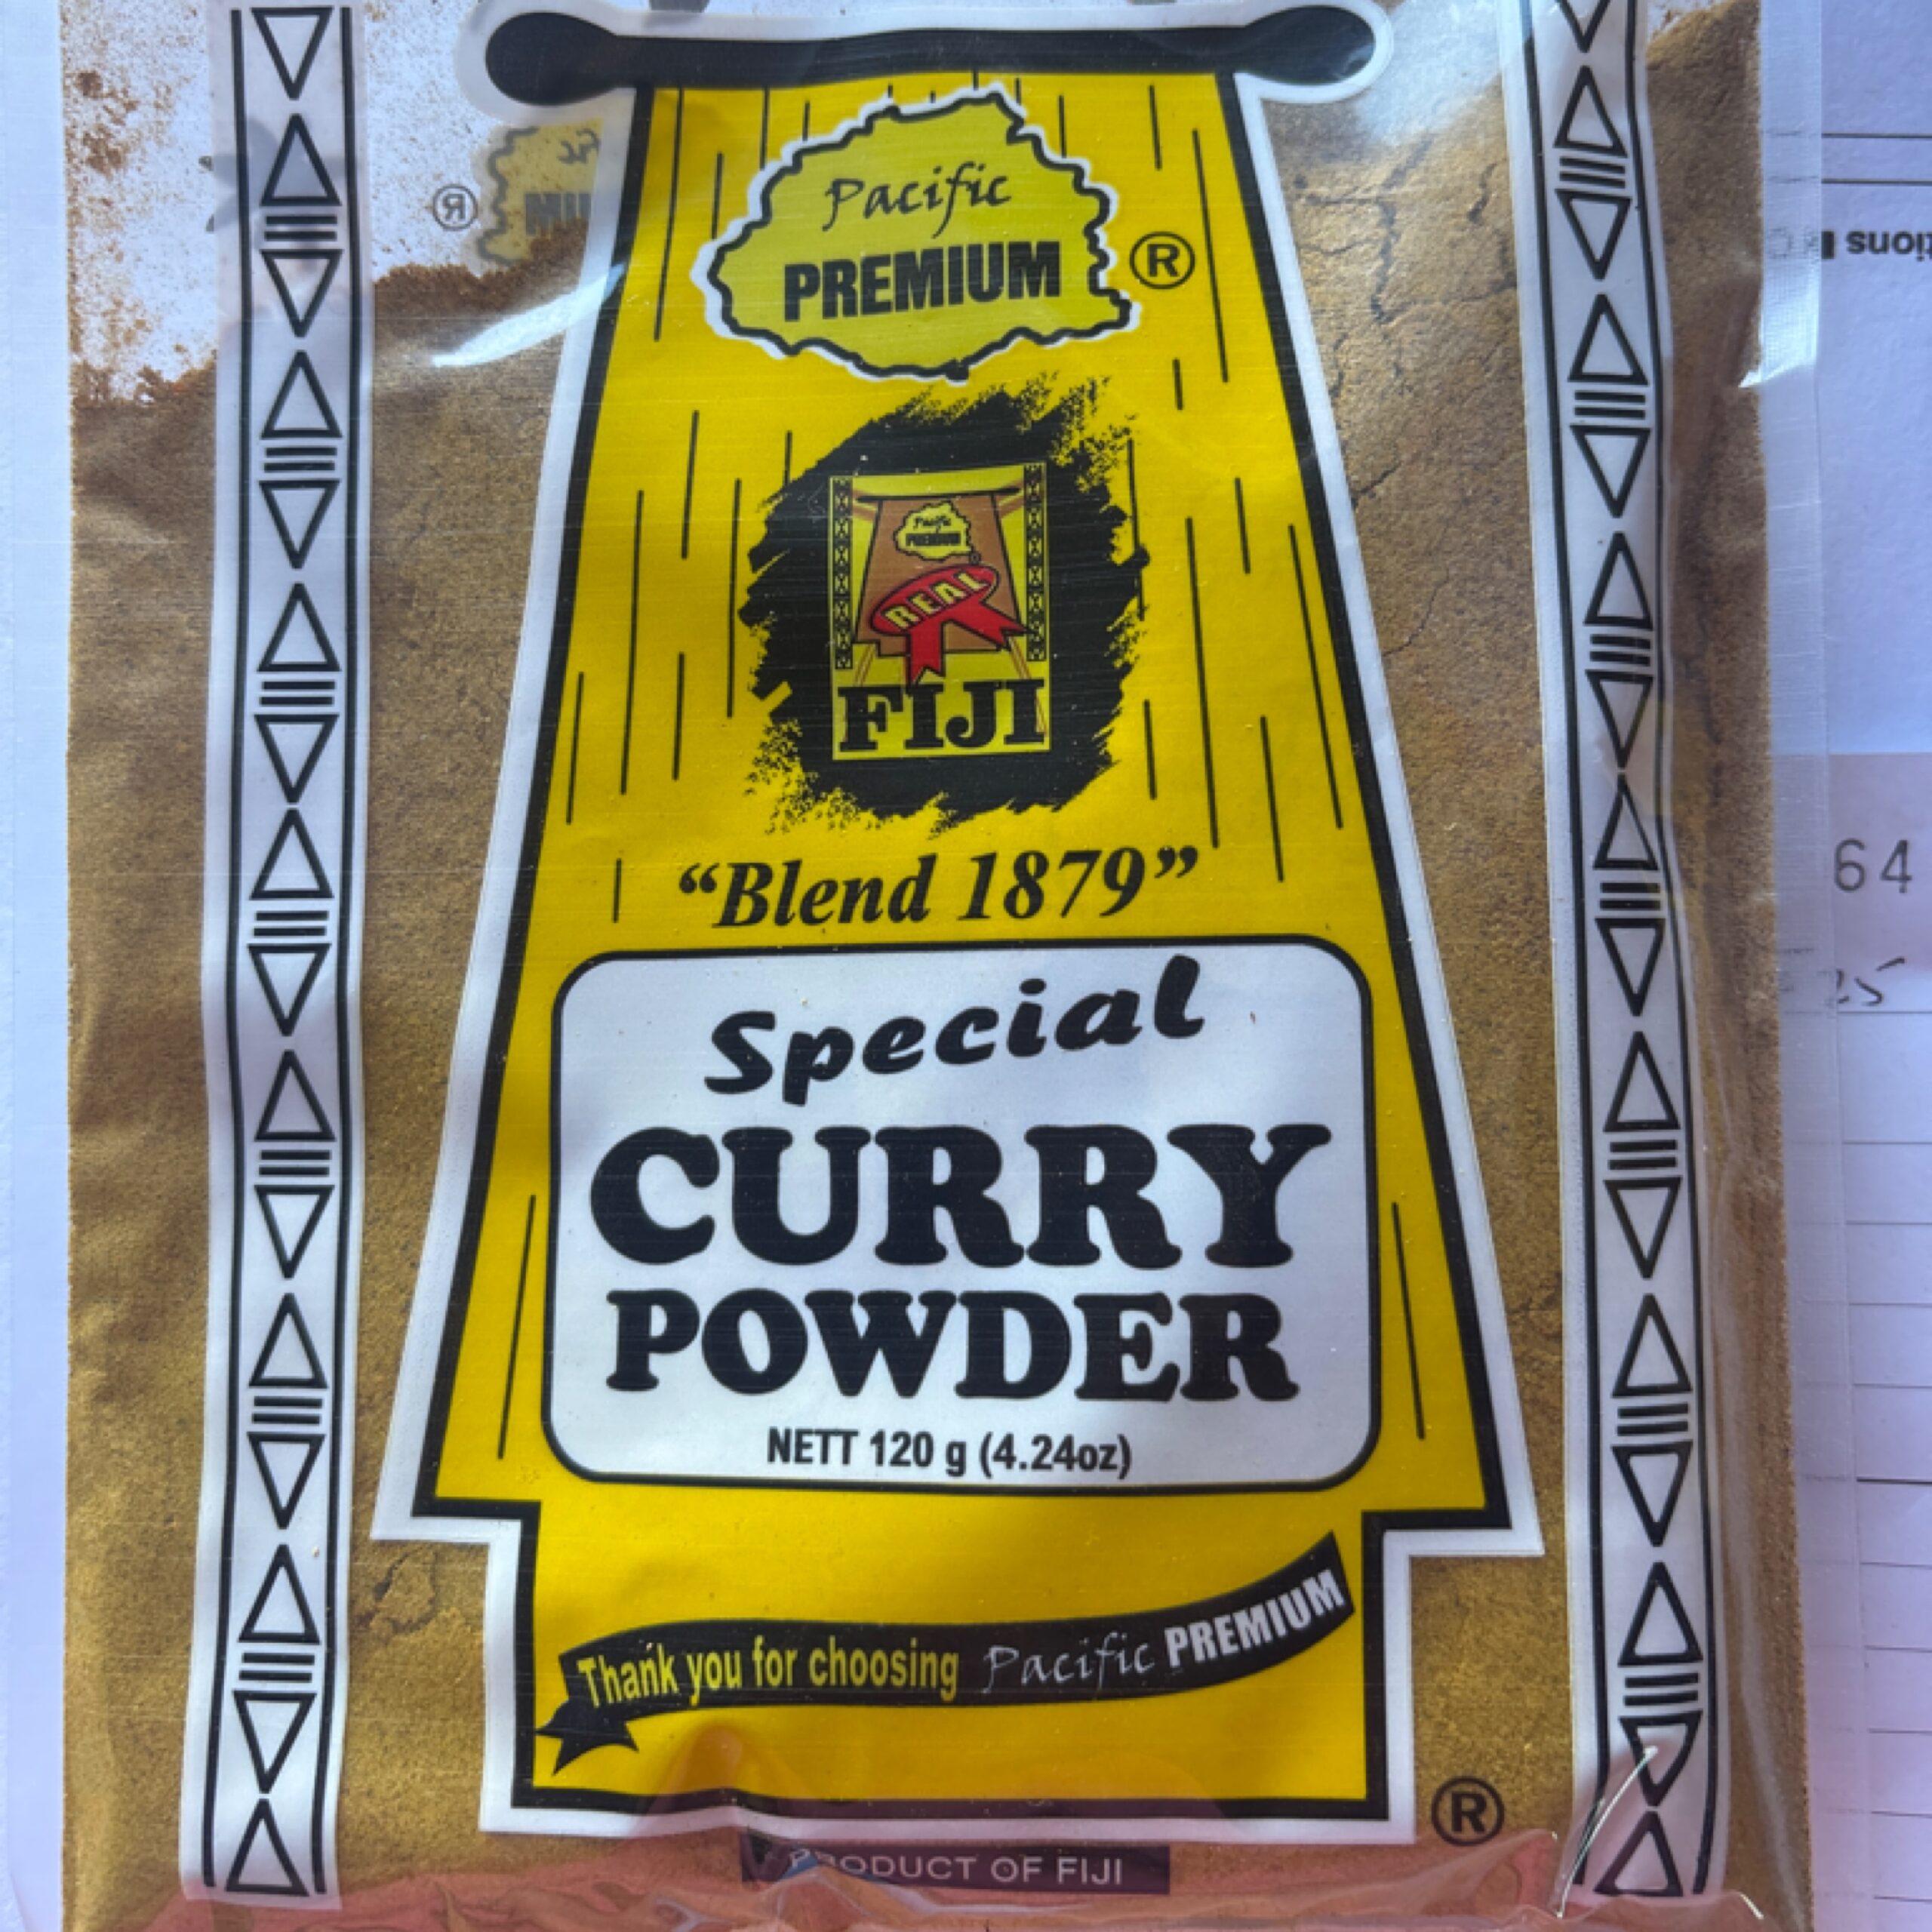 Pacific
PREMIUM
®
Pacific
PREMIUM
REAL
FIJI
“Blend 1879”
Special
CURRY
POWDER
NETT 120 g (4.24oz)
Thank you for choosing Pacific PREMIUM
®
PRODUCT OF FIJI
64
25